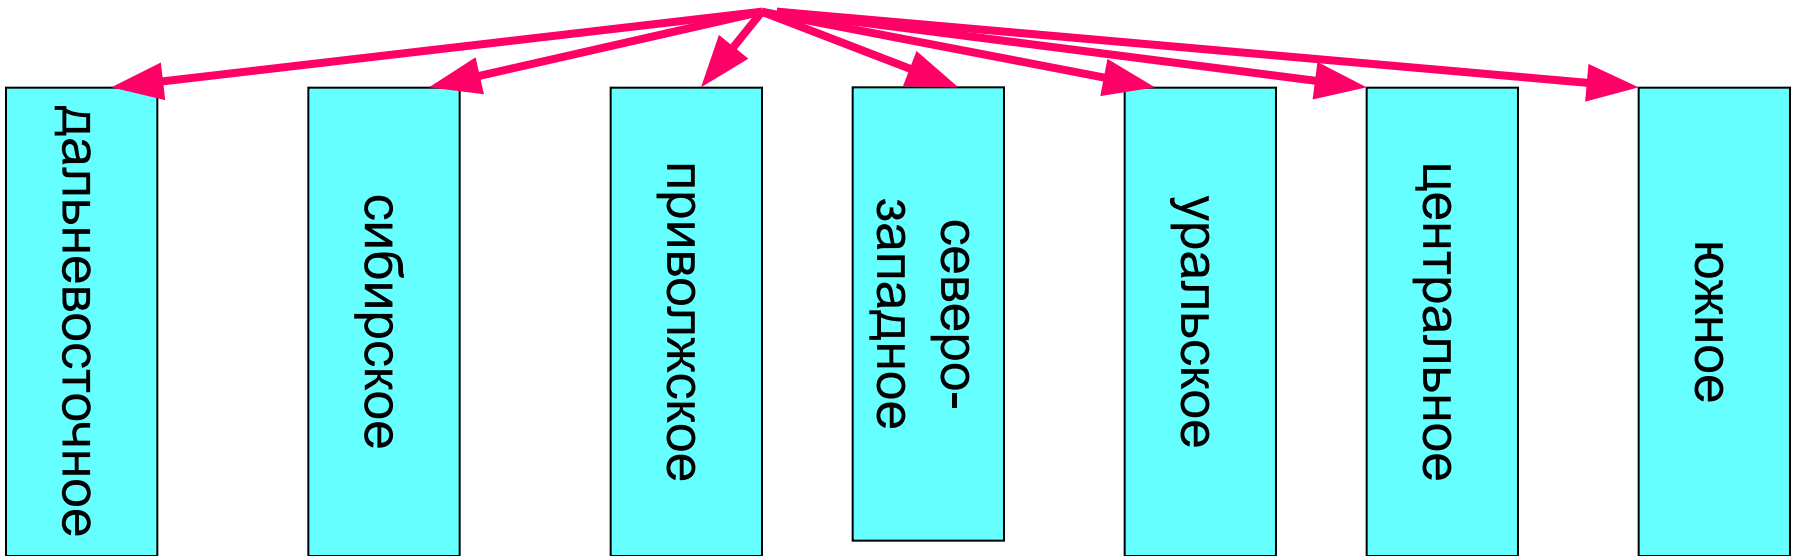 дальневосточное
сибирское
приволжское
северо-
западное
уральское
центральное
южное